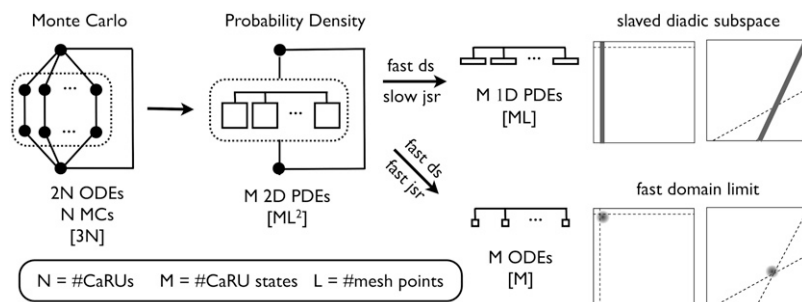 Monte Carlo
...
2N ODEs
N MCs
[3N]
Probability Density
...
M 2D PDEs
[ML²]
fast ds
slow jsr
...
M 1D PDEs
[ML]
slaved diadic subspace
fast ds
fast jsr
...
M ODEs
[M]
fast domain limit
N = #CaRUs M = #CaRU states L = #mesh points